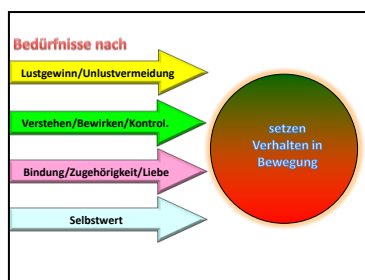 Bedürfnisse nach
Lustgewinn/Unlustvermeidung
Verstehen/Bewirken/Kontrol.
Bindung/Zugehörigkeit/Liebe
Selbstwert
setzen
Verhalten in
Bewegung